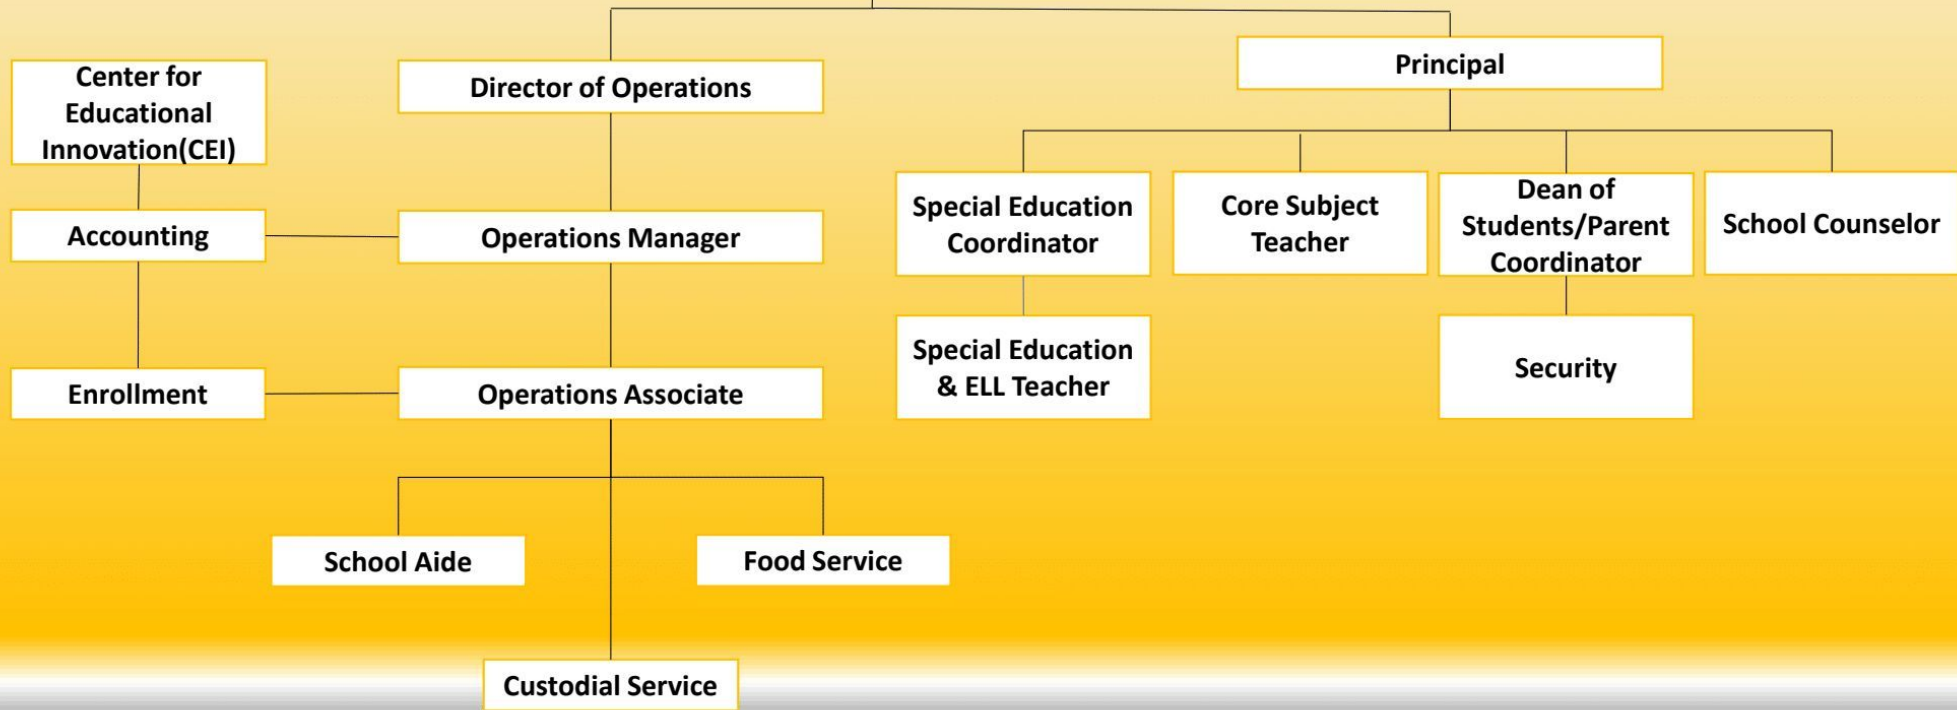 Center for
Educational
Innovation(CEI)
Director of Operations
Principal
Accounting
Operations Manager
Special Education
Coordinator
Core Subject
Teacher
Dean of
Students/Parent
Coordinator
School Counselor
Enrollment
Operations Associate
Special Education
& ELL Teacher
Security
School Aide
Food Service
Custodial Service